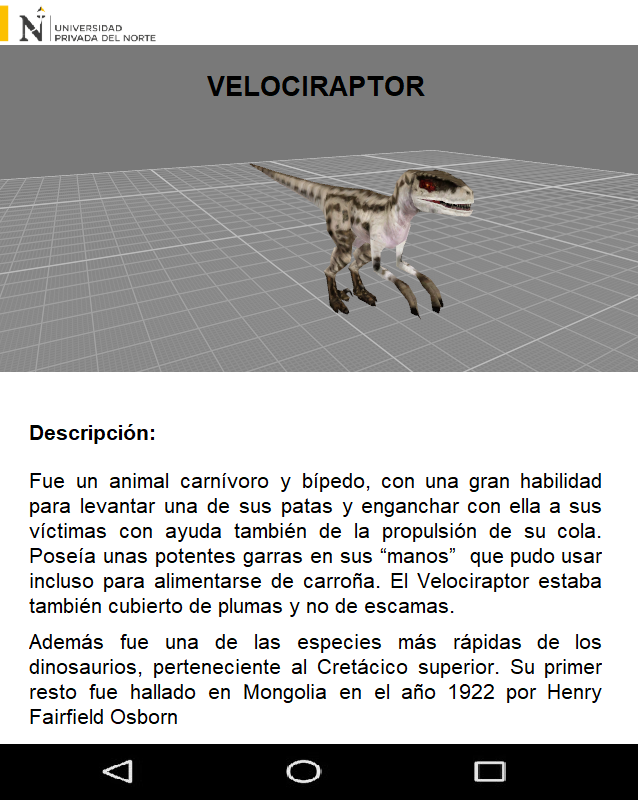 UNIVERSIDAD
PRIVADA DEL NORTE
VELOCIRAPTOR
Descripción:
Fue un animal carnívoro y bípedo, con una gran habilidad
para levantar una de sus patas y enganchar con ella a sus
víctimas con ayuda también de la propulsión de su cola.
Poseía unas potentes garras en sus “manos”  que pudo usar
incluso para alimentarse de carroña. El Velociraptor estaba
también cubierto de plumas y no de escamas.
Además fue una de las especies más rápidas de los
dinosaurios, perteneciente al Cretácico superior. Su primer
resto fue hallado en Mongolia en el año 1922 por Henry
Fairfield Osborn